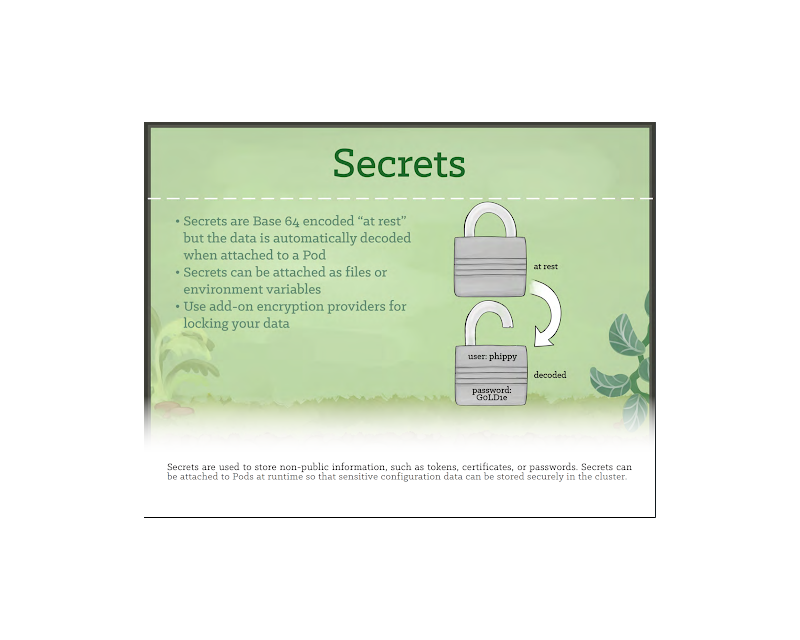 Secrets
• Secrets are Base 64 encoded “at rest”
but the data is automatically decoded
when attached to a Pod
• Secrets can be attached as files or
environment variables
• Use add-on encryption providers for
locking your data
at rest
user: phippy
decoded
password:
G0LD1e
Secrets are used to store non-public information, such as tokens, certificates, or passwords. Secrets can
be attached to Pods at runtime so that sensitive configuration data can be stored securely in the cluster.